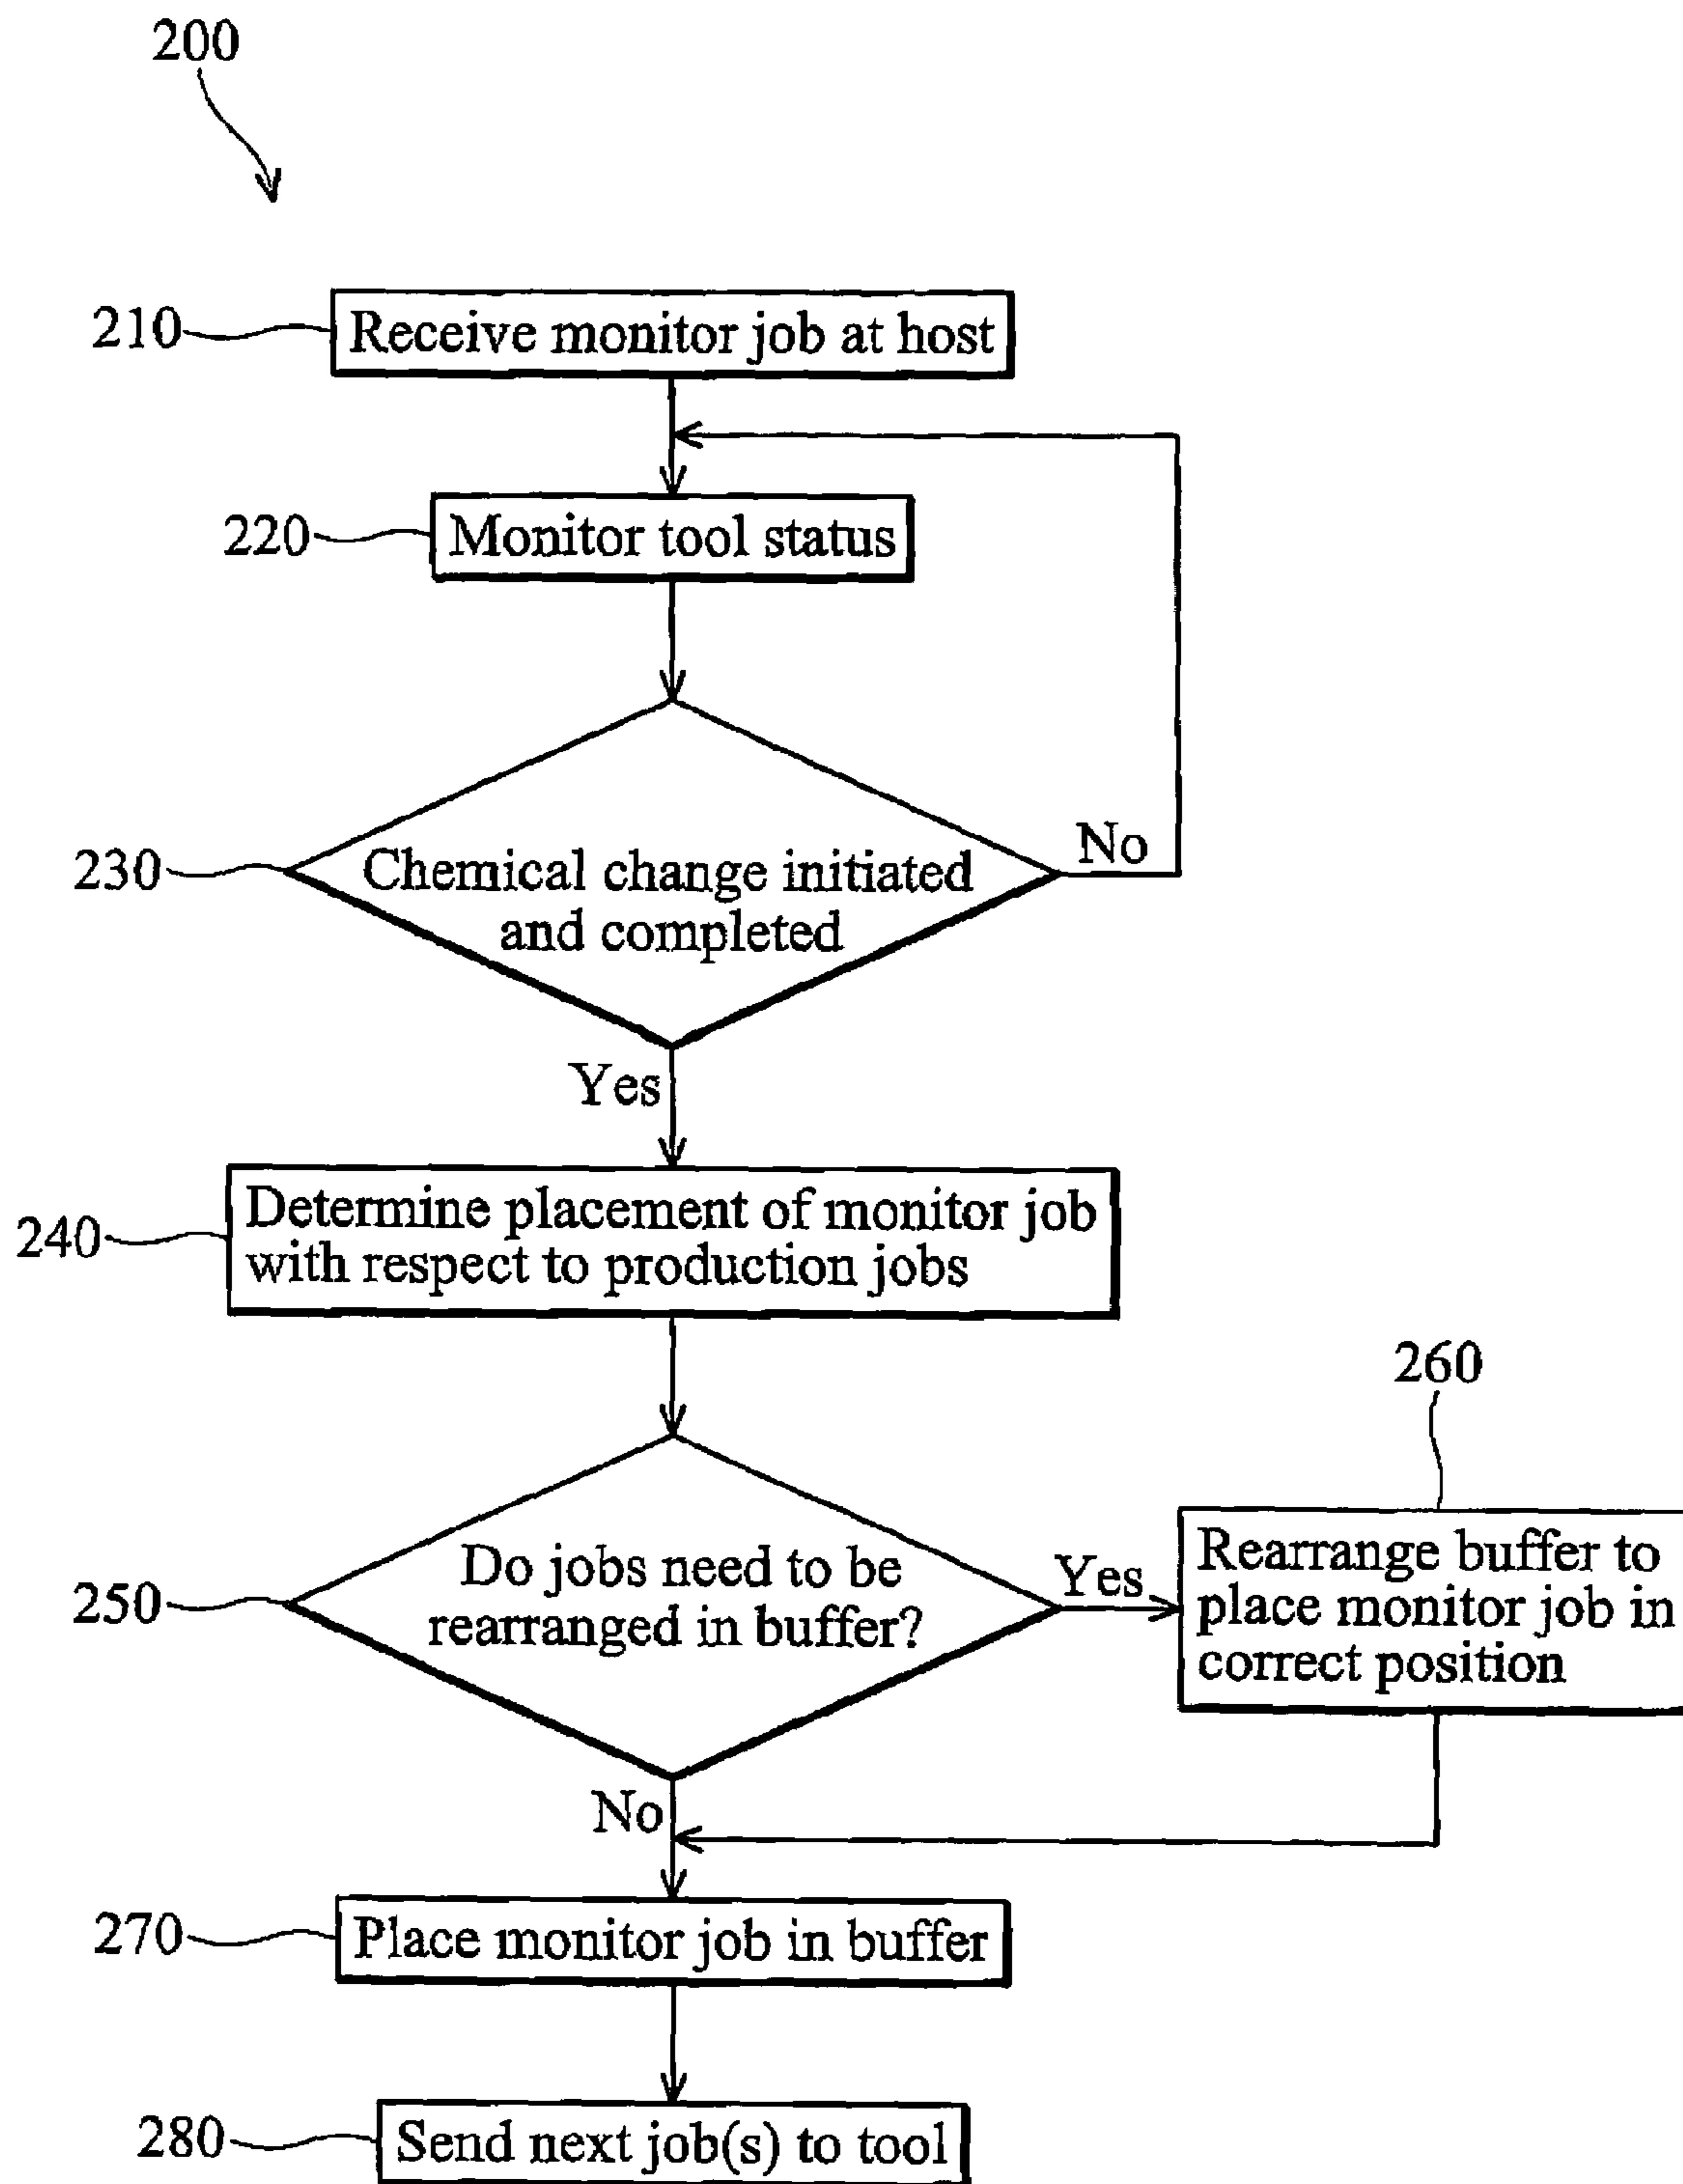 200
210
Receive monitor job at host
220
Monitor tool status
230
Chemical change initiated
and completed
No
Yes
240
Determine placement of monitor job
with respect to production jobs
250
Do jobs need to be
rearranged in buffer?
Yes
260
Rearrange buffer to
place monitor job in
correct position
No
270
Place monitor job in buffer
280
Send next job(s) to tool